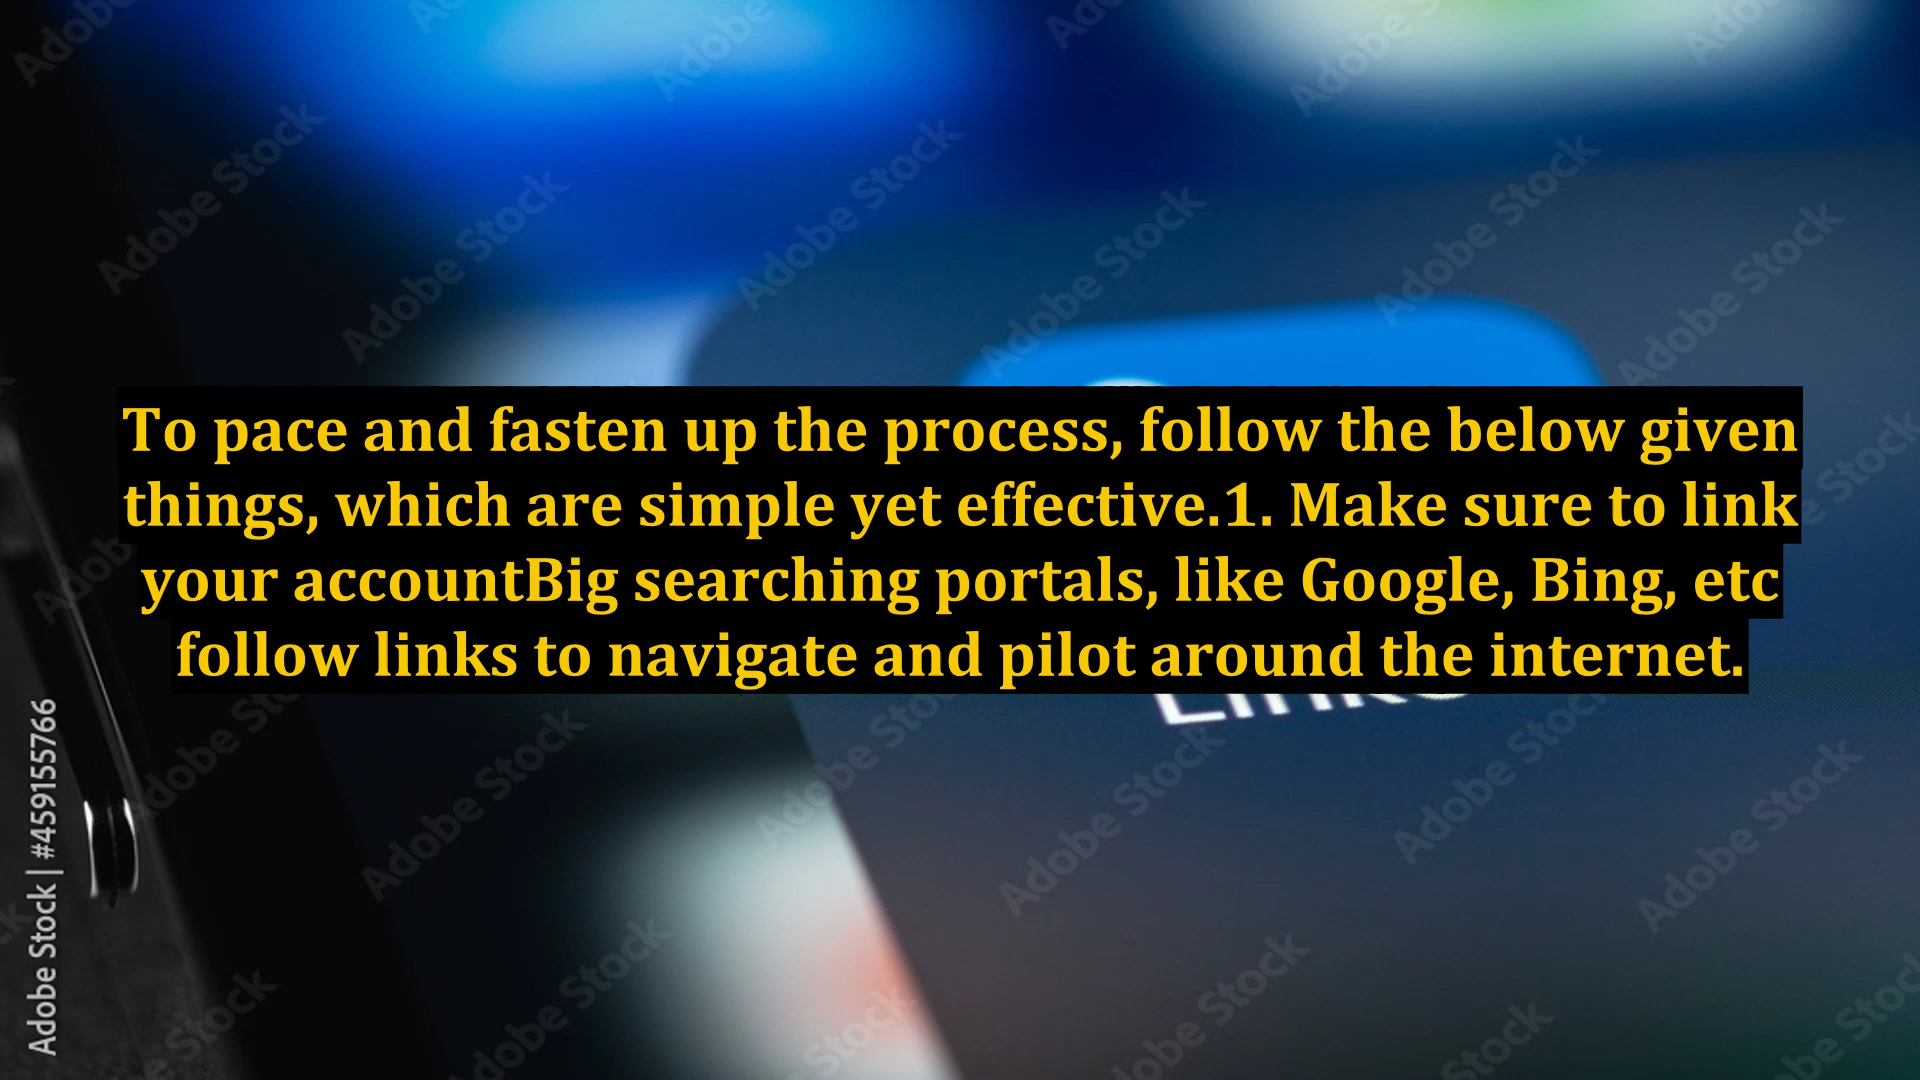 To pace and fasten up the process, follow the below given
things, which are simple yet effective.1. Make sure to link
your accountBig searching portals, like Google, Bing, etc
follow links to navigate and pilot around the internet.
Adobe Stock | #459155766
Adobe Stock